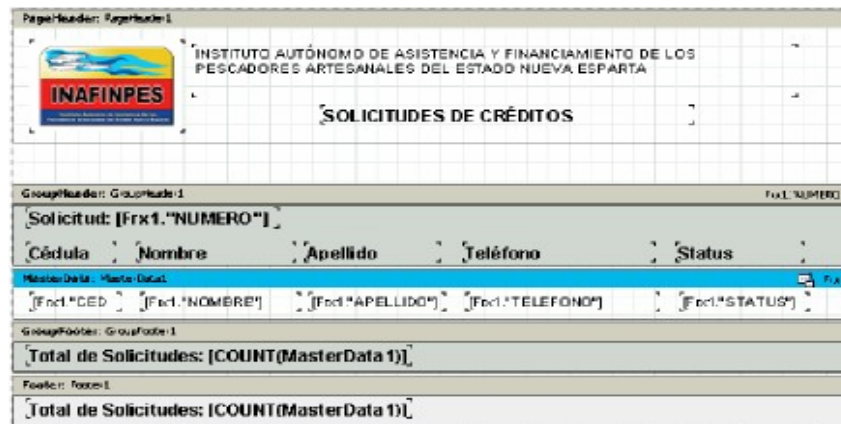 PageHeader: PageHeader1
INSTITUTO AUTÓNOMO DE ASISTENCIA Y FINANCIAMIENTO DE LOS
PESCADORES ARTESANALES DEL ESTADO NUEVA ESPARTA
INAFINPES
SOLICITUDES DE CRÉDITOS
GroupHeader: GroupHeader1
Frx1."NUMERO
Solicitud: [Frx1."NUMERO"]
Cédula Nombre Apellido Teléfono Status
MasterData: MasterData1
[Frx1."CED [Frx1."NOMBRE"] [Frx1."APELLIDO"] [Frx1."TELEFONO"] [Frx1."STATUS"]
GroupFooter: GroupFooter1
Total de Solicitudes: [COUNT(MasterData1)]
Footer: Footer1
Total de Solicitudes: [COUNT(MasterData1)]